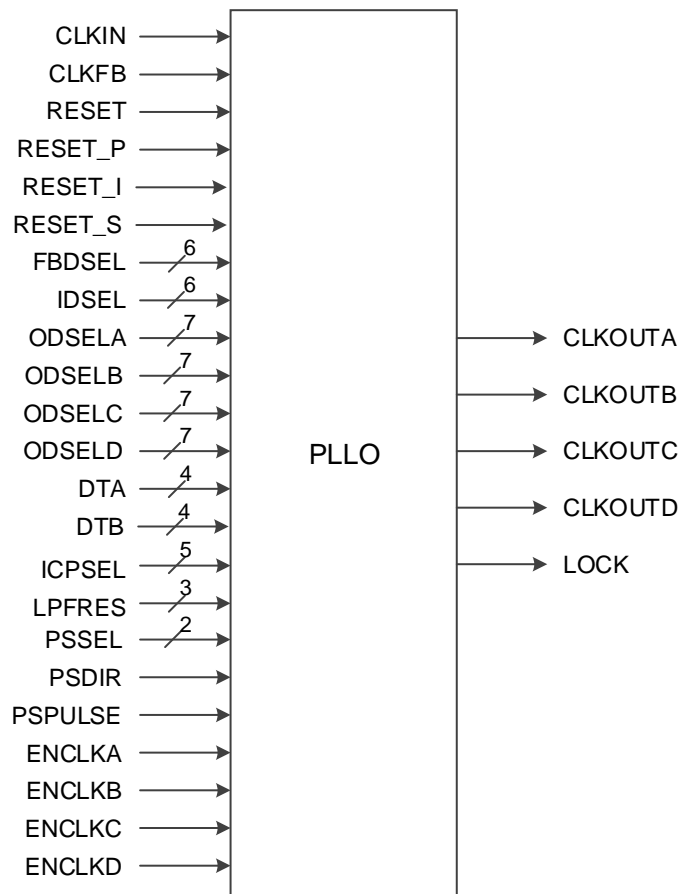 CLKIN
CLKFB
RESET
RESET_P
RESET_I
RESET_S
FBDSEL 6
IDSEL 6
ODSELA 7
ODSELB 7
ODSELC 7
ODSELD 7
DTA 4
DTB 4
ICPSEL 5
LPFRES 3
PSSEL 2
PSDIR
PSPULSE
ENCLKA
ENCLKB
ENCLKC
ENCLKD
PLLO
CLKOUTA
CLKOUTB
CLKOUTC
CLKOUTD
LOCK